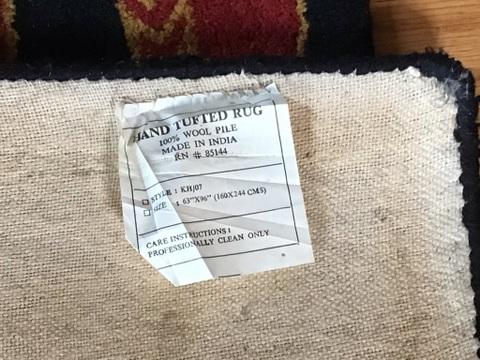 HAND TUFTED RUG
100% WOOL PILE
MADE IN INDIA
RN # 85144
STYLE : KHJ07
SIZE : 63"X96" (160X244 CMS)
CARE INSTRUCTIONS :
PROFESSIONALLY CLEAN ONLY